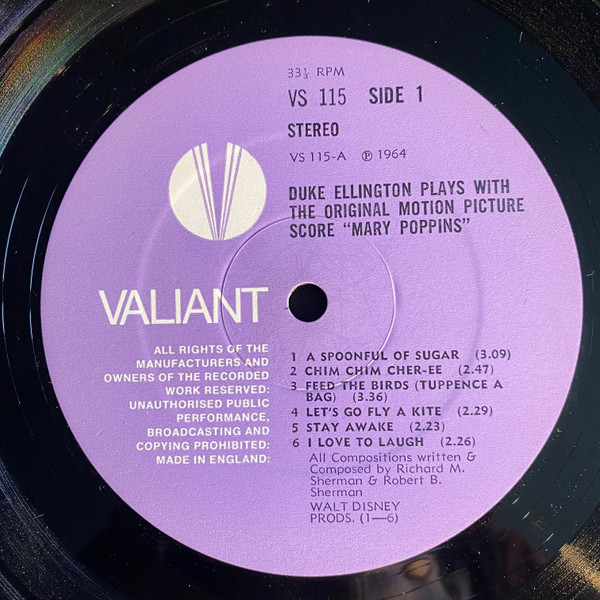 33⅓ RPM
VS 115 SIDE 1
STEREO
VS 115-A ℗ 1964
DUKE ELLINGTON PLAYS WITH
THE ORIGINAL MOTION PICTURE
SCORE "MARY POPPINS"
VALIANT
ALL RIGHTS OF THE
MANUFACTURERS AND
OWNERS OF THE RECORDED
WORK RESERVED:
UNAUTHORISED PUBLIC
PERFORMANCE,
BROADCASTING AND
COPYING PROHIBITED:
MADE IN ENGLAND:
1 A SPOONFUL OF SUGAR (3.09)
2 CHIM CHIM CHER-EE (2.47)
3 FEED THE BIRDS (TUPPENCE A
BAG) (3.36)
4 LET'S GO FLY A KITE (2.29)
5 STAY AWAKE (2.23)
6 I LOVE TO LAUGH (2.26)
All Compositions written &
Composed by Richard M.
Sherman & Robert B.
Sherman
WALT DISNEY
PRODS. (1—6)